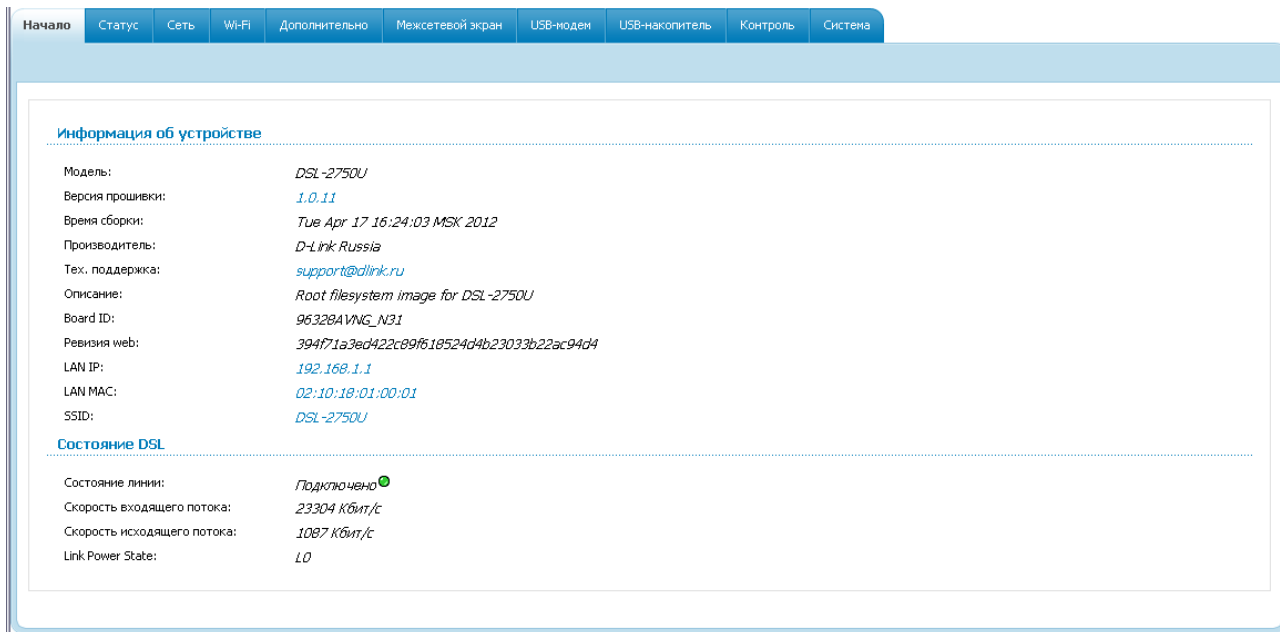 Начало Статус Сеть Wi-Fi Дополнительно Межсетевой экран USB-модем USB-накопитель Контроль Система
Информация об устройстве
Модель: DSL-2750U
Версия прошивки: 1.0.11
Время сборки: Tue Apr 17 16:24:03 MSK 2012
Производитель: D-Link Russia
Тех. поддержка: support@dlink.ru
Описание: Root filesystem image for DSL-2750U
Board ID: 96328AVNG_N31
Ревизия web: 394f71a3ed422c89f618524d4b23033b22ac94d4
LAN IP: 192.168.1.1
LAN MAC: 02:10:18:01:00:01
SSID: DSL-2750U
Состояние DSL
Состояние линии: Подключено
Скорость входящего потока: 23304 Кбит/с
Скорость исходящего потока: 1087 Кбит/с
Link Power State: L0